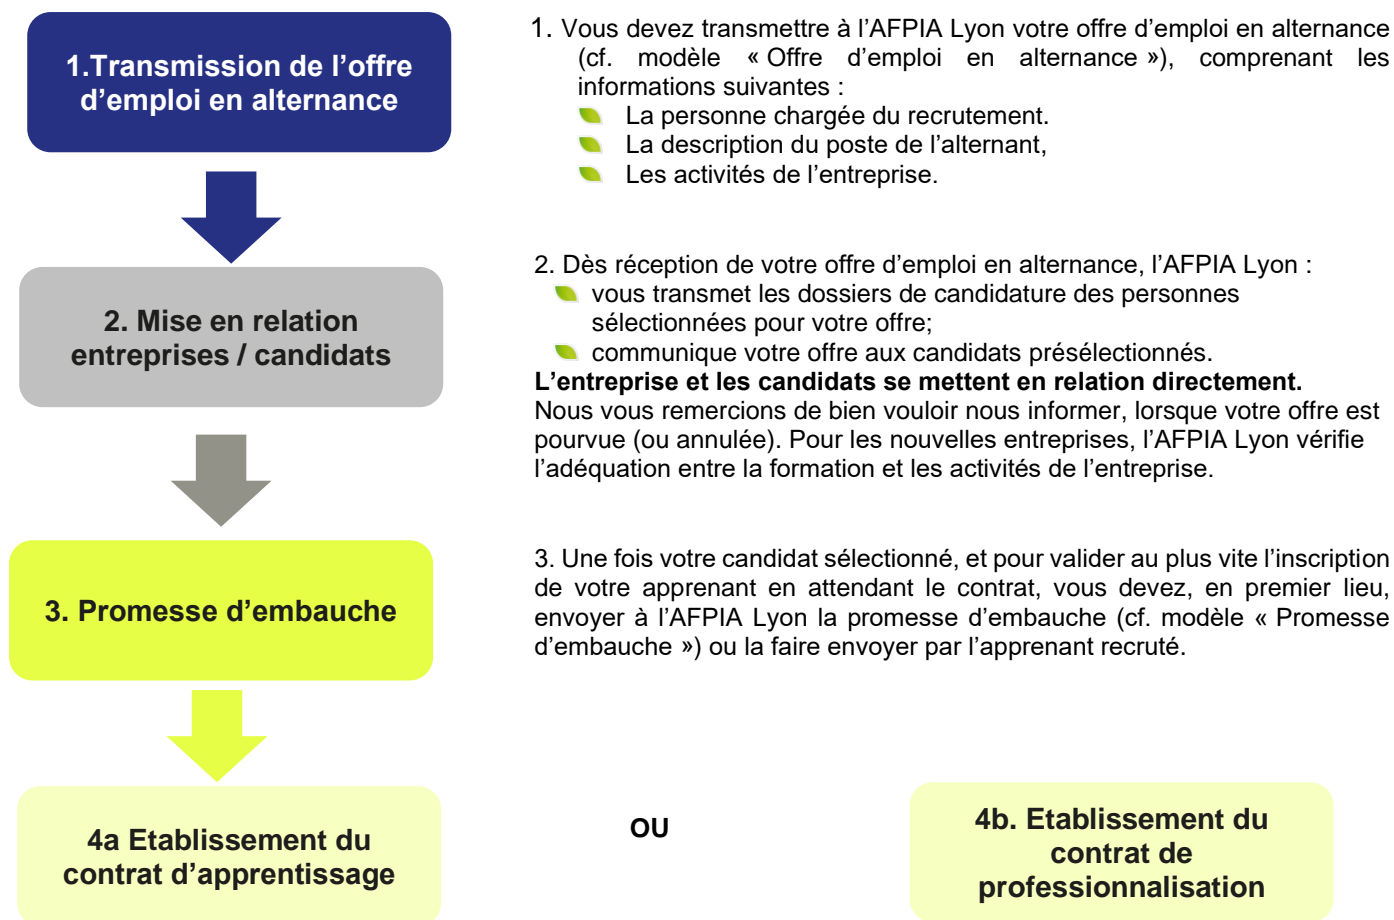 1.Transmission de l’offre
d’emploi en alternance
1. Vous devez transmettre à l’AFPIA Lyon votre offre d’emploi en alternance
(cf. modèle « Offre d’emploi en alternance »), comprenant les
informations suivantes :
La personne chargée du recrutement.
La description du poste de l’alternant,
Les activités de l’entreprise.
2. Mise en relation
entreprises / candidats
2. Dès réception de votre offre d’emploi en alternance, l’AFPIA Lyon :
vous transmet les dossiers de candidature des personnes
sélectionnées pour votre offre;
communique votre offre aux candidats présélectionnés.
L’entreprise et les candidats se mettent en relation directement.
Nous vous remercions de bien vouloir nous informer, lorsque votre offre est
pourvue (ou annulée). Pour les nouvelles entreprises, l’AFPIA Lyon vérifie
l’adéquation entre la formation et les activités de l’entreprise.
3. Promesse d’embauche
3. Une fois votre candidat sélectionné, et pour valider au plus vite l’inscription
de votre apprenant en attendant le contrat, vous devez, en premier lieu,
envoyer à l’AFPIA Lyon la promesse d’embauche (cf. modèle « Promesse
d’embauche ») ou la faire envoyer par l’apprenant recruté.
4a Etablissement du
contrat d’apprentissage
OU
4b. Etablissement du
contrat de
professionnalisation